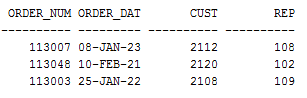 ORDER_NUM ORDER_DAT CUST REP
---------- --------- ---------- ----------
113007 08-JAN-23 2112 108
113048 10-FEB-21 2120 102
113003 25-JAN-22 2108 109